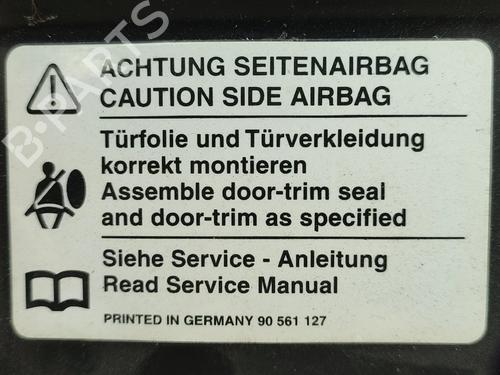 ACHTUNG SEITENAIRBAG
CAUTION SIDE AIRBAG
Türfolie und Türverkleidung
korrekt montieren
Assemble door-trim seal
and door-trim as specified
Siehe Service - Anleitung
Read Service Manual
PRINTED IN GERMANY 90 561 127
B-PARTS